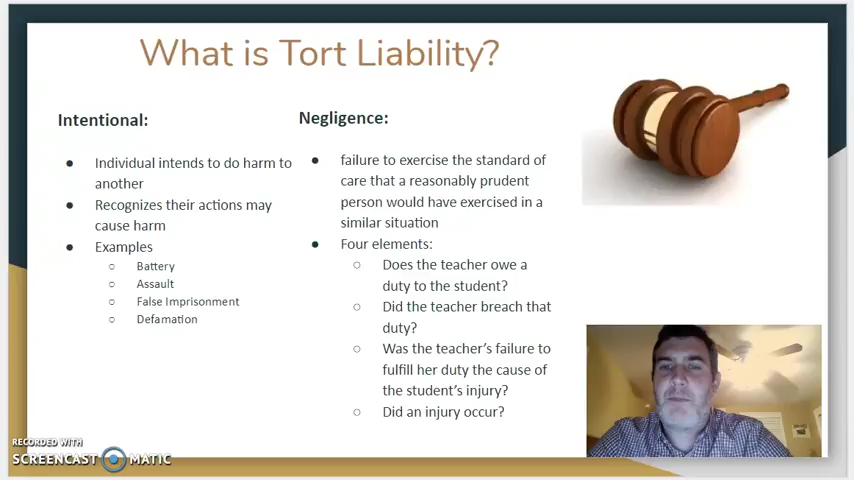 What is Tort Liability?
Intentional:
● Individual intends to do harm to
another
● Recognizes their actions may
cause harm
● Examples
○ Battery
○ Assault
○ False Imprisonment
○ Defamation
Negligence:
● failure to exercise the standard of
care that a reasonably prudent
person would have exercised in a
similar situation
● Four elements:
○ Does the teacher owe a
duty to the student?
○ Did the teacher breach that
duty?
○ Was the teacher's failure to
fulfill her duty the cause of
the student's injury?
○ Did an injury occur?
RECORDED WITH
SCREENCAST MATIC